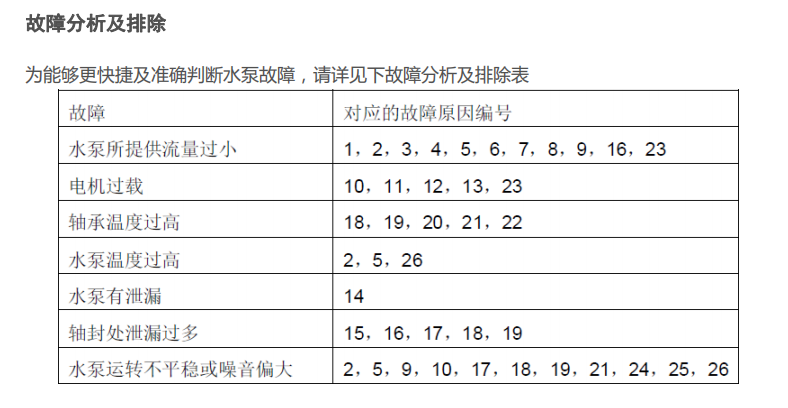 故障分析及排除
为能够更快捷及准确判断水泵故障，请详见下故障分析及排除表
故障 对应的故障原因编号
水泵所提供流量过小 1，2，3，4，5，6，7，8，9，16，23
电机过载 10，11，12，13，23
轴承温度过高 18，19，20，21，22
水泵温度过高 2，5，26
水泵有泄漏 14
轴封处泄漏过多 15，16，17，18，19
水泵运转不平稳或噪音偏大 2，5，9，10，17，18，19，21，24，25，26